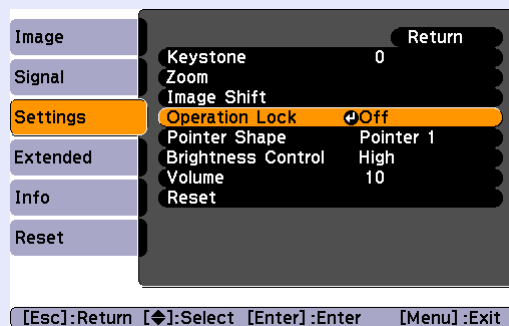 Image
Signal
Settings
Extended
Info
Reset
Return
Keystone 0
Zoom
Image Shift
Operation Lock Off
Pointer Shape Pointer 1
Brightness Control High
Volume 10
Reset
[Esc]:Return [◆]:Select [Enter]:Enter [Menu]:Exit